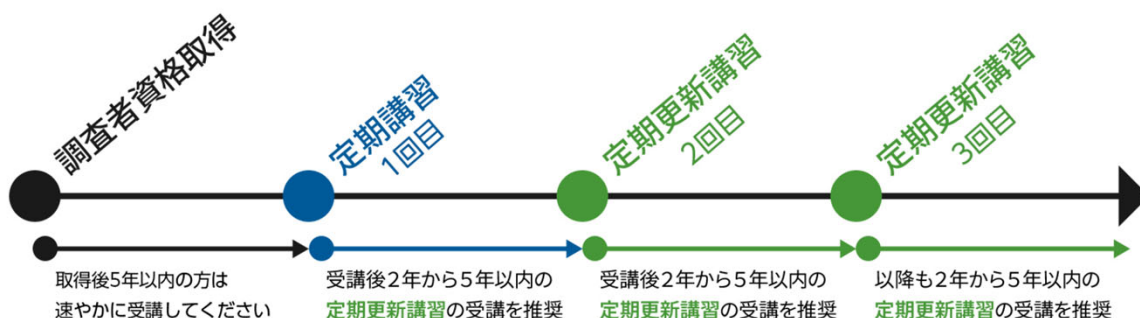 調査者資格取得
定期講習
1回目
定期更新講習
2回目
定期更新講習
3回目
取得後5年以内の方は
速やかに受講してください
受講後2年から5年以内の
定期更新講習の受講を推奨
受講後2年から5年以内の
定期更新講習の受講を推奨
以降も2年から5年以内の
定期更新講習の受講を推奨